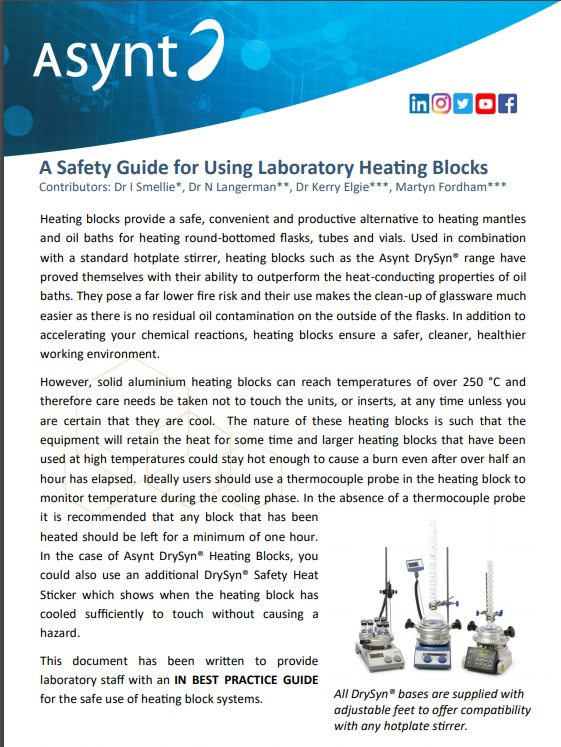 Asynt
A Safety Guide for Using Laboratory Heating Blocks
Contributors: Dr I Smellie*, Dr N Langerman**, Dr Kerry Elgie***, Martyn Fordham***
Heating blocks provide a safe, convenient and productive alternative to heating mantles
and oil baths for heating round-bottomed flasks, tubes and vials. Used in combination
with a standard hotplate stirrer, heating blocks such as the Asynt DrySyn® range have
proved themselves with their ability to outperform the heat-conducting properties of oil
baths. They pose a far lower fire risk and their use makes the clean-up of glassware much
easier as there is no residual oil contamination on the outside of the flasks. In addition to
accelerating your chemical reactions, heating blocks ensure a safer, cleaner, healthier
working environment.
However, solid aluminium heating blocks can reach temperatures of over 250 °C and
therefore care needs be taken not to touch the units, or inserts, at any time unless you
are certain that they are cool. The nature of these heating blocks is such that the
equipment will retain the heat for some time and larger heating blocks that have been
used at high temperatures could stay hot enough to cause a burn even after over half an
hour has elapsed. Ideally users should use a thermocouple probe in the heating block to
monitor temperature during the cooling phase. In the absence of a thermocouple probe
it is recommended that any block that has been
heated should be left for a minimum of one hour.
In the case of Asynt DrySyn® Heating Blocks, you
could also use an additional DrySyn® Safety Heat
Sticker which shows when the heating block has
cooled sufficiently to touch without causing a
hazard.
This document has been written to provide
laboratory staff with an IN BEST PRACTICE GUIDE
for the safe use of heating block systems.
All DrySyn® bases are supplied with
adjustable feet to offer compatibility
with any hotplate stirrer.